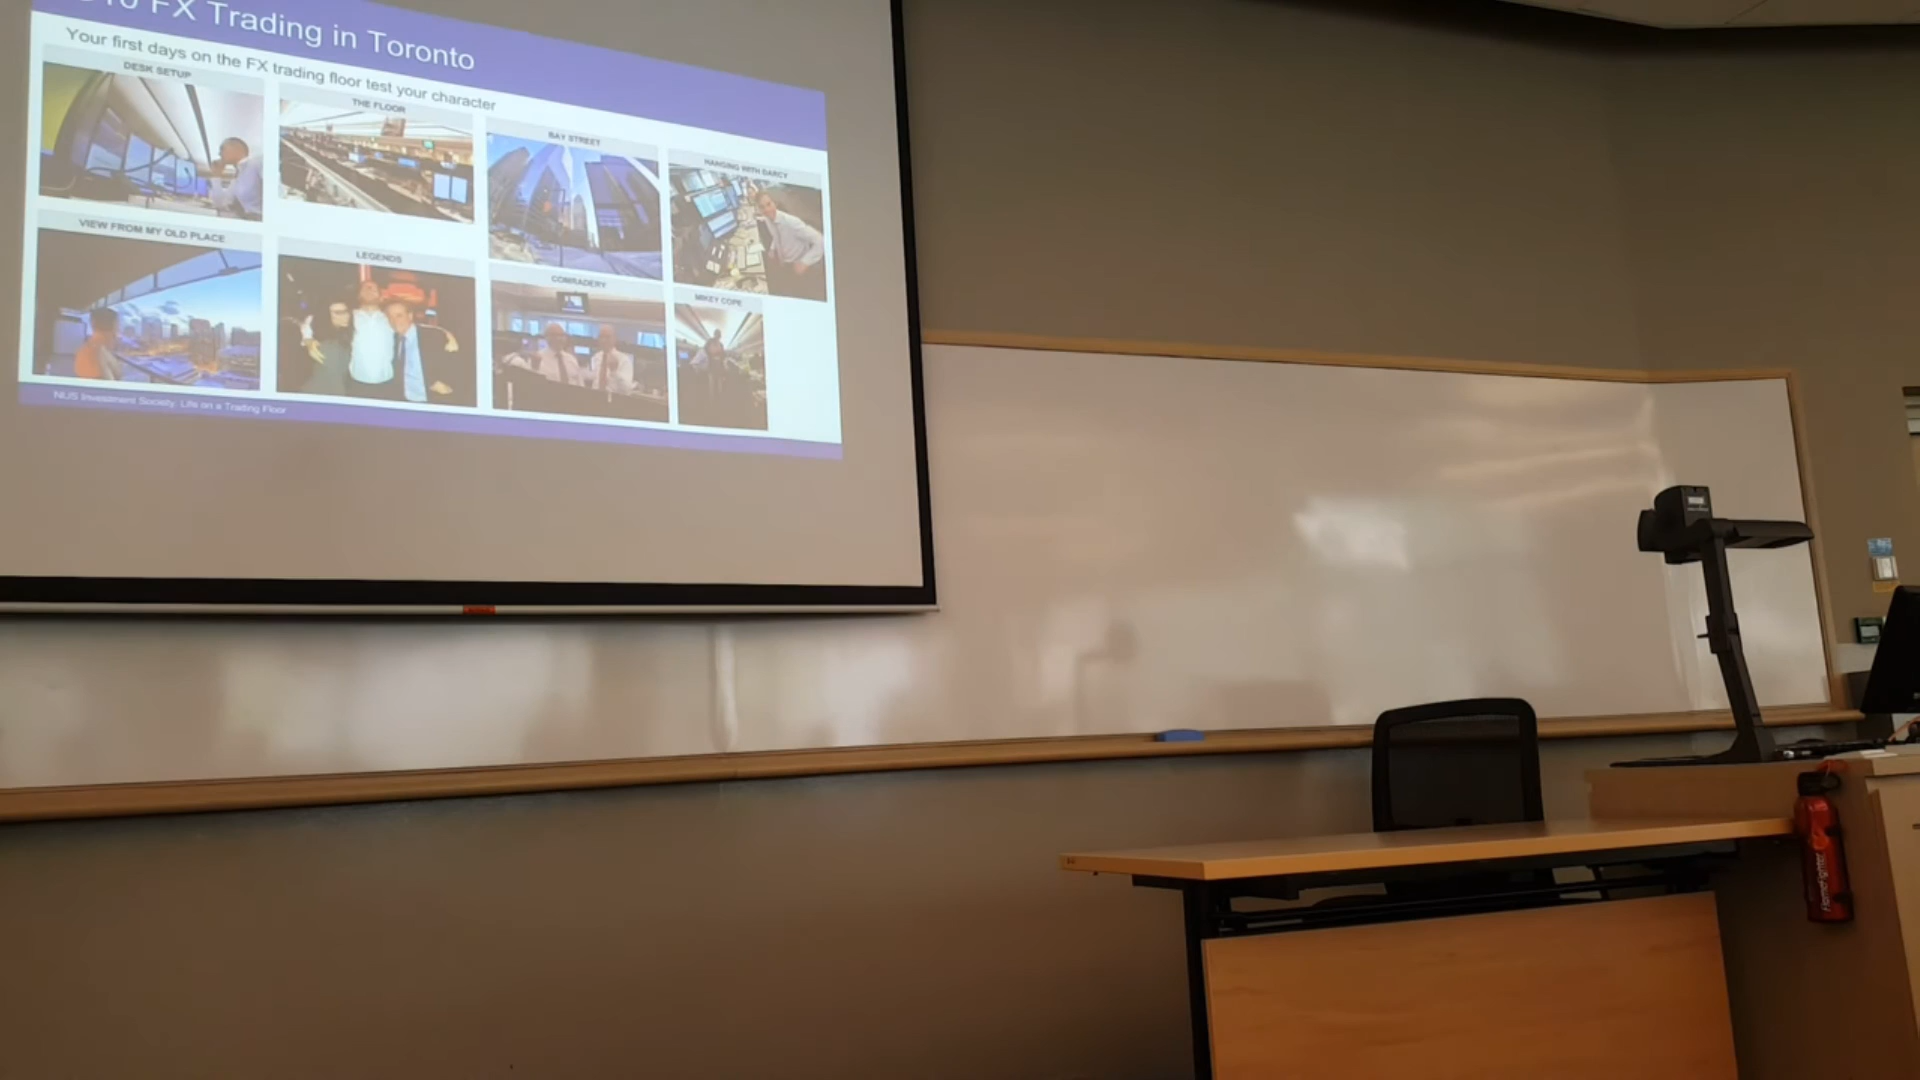 FX Trading in Toronto
Your first days on the FX trading floor test your character
DESK SETUP
THE FLOOR
BAY STREET
HANGING WITH DARCY
VIEW FROM MY OLD PLACE
LEGENDS
COMRADERY
MIKEY COPE
NUS Investment Society: Life on a Trading Floor